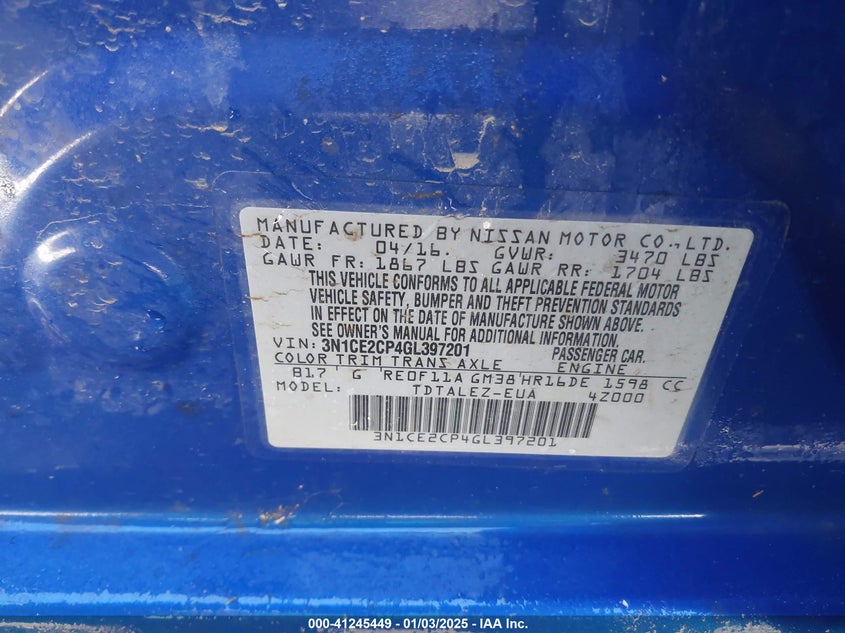 MANUFACTURED BY NISSAN MOTOR CO.,LTD.
DATE: 04/16. GVWR: 3470 LBS
GAWR FR: 1867 LBS GAWR RR: 1704 LBS
THIS VEHICLE CONFORMS TO ALL APPLICABLE FEDERAL MOTOR
VEHICLE SAFETY, BUMPER AND THEFT PREVENTION STANDARDS
IN EFFECT ON THE DATE OF MANUFACTURE SHOWN ABOVE.
SEE OWNER'S MANUAL FOR ADDITIONAL INFORMATION.
VIN: 3N1CE2CP4GL397201 PASSENGER CAR.
COLOR TRIM TRANS AXLE ENGINE
B17 ' G 'RE0F11A GM38'HR16DE 1598 CC
MODEL: TDTALEZ-EUA 4Z000
3N1CE2CP4GL397201
000-41245449 - 01/03/2025 - IAA Inc.